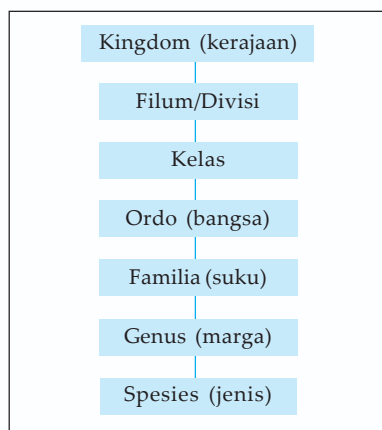 Kingdom (kerajaan)
Filum/Divisi
Kelas
Ordo (bangsa)
Familia (suku)
Genus (marga)
Spesies (jenis)